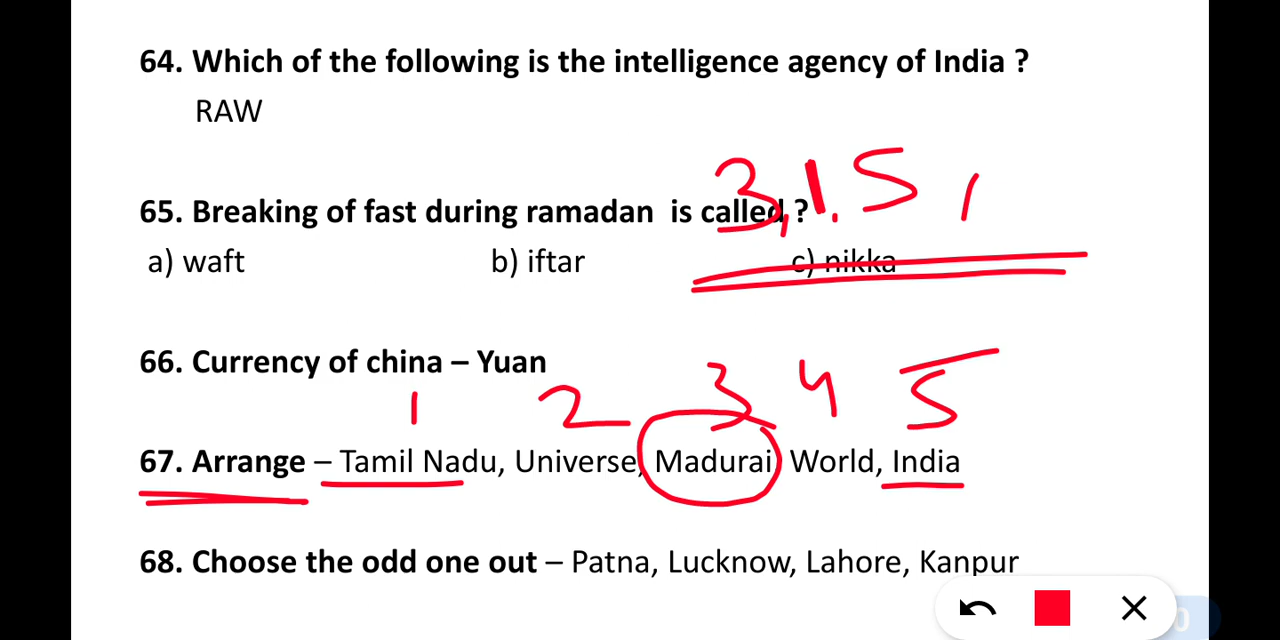 64. Which of the following is the intelligence agency of India ?
RAW
3,1,5,
65. Breaking of fast during ramadan is called ?
a) waft b) iftar c) nikka
66. Currency of china – Yuan
1 2 3 4 5
67. Arrange – Tamil Nadu, Universe, Madurai, World, India
68. Choose the odd one out – Patna, Lucknow, Lahore, Kanpur